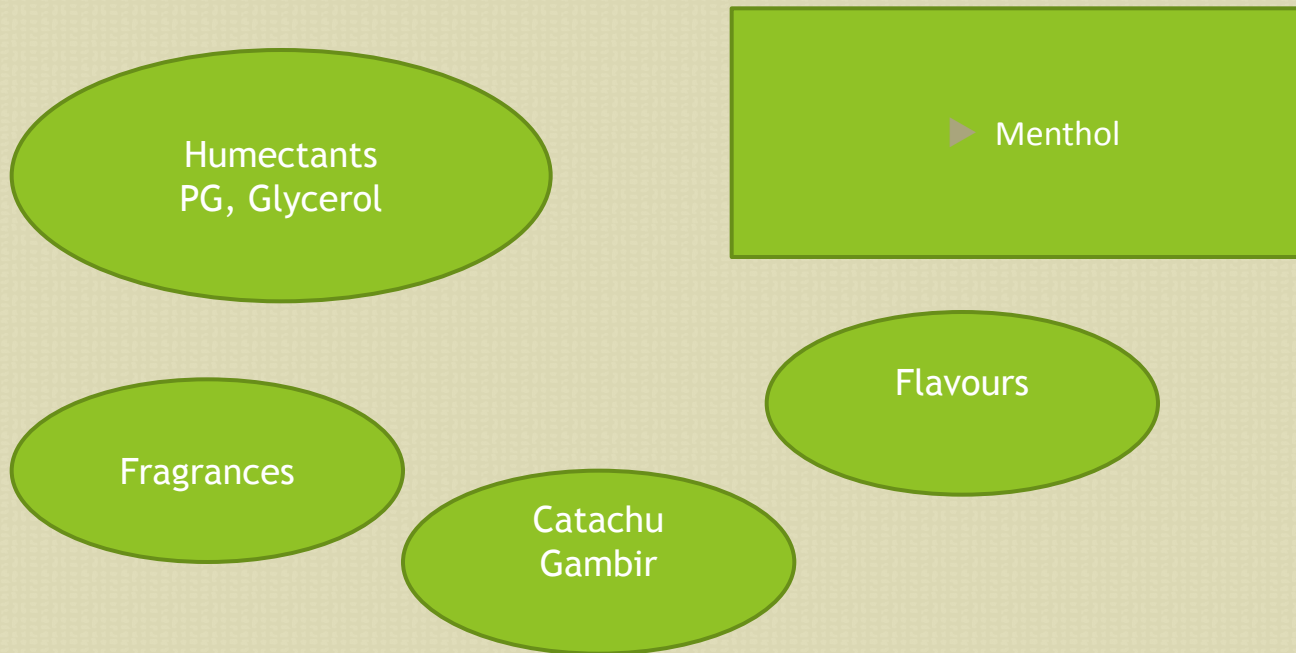 Humectants
PG, Glycerol
Menthol
Flavours
Fragrances
Catachu
Gambir